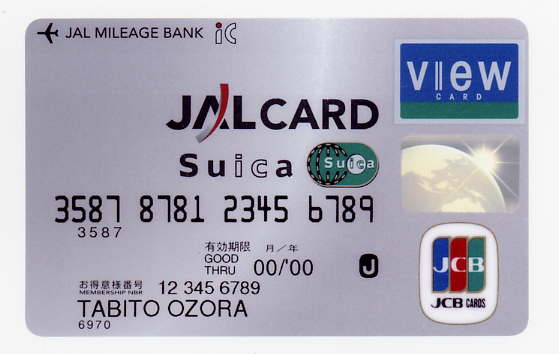 JAL MILEAGE BANK iC
VIEW
CARD
JALCARD
Suica Suica
3587 8781 2345 6789
3587
有効期限 月／年
GOOD
THRU 00/'00 J
JCB
JCB CARDS
お得意様番号 12 345 6789
MEMBERSHIP NBR
TABITO OZORA
6970